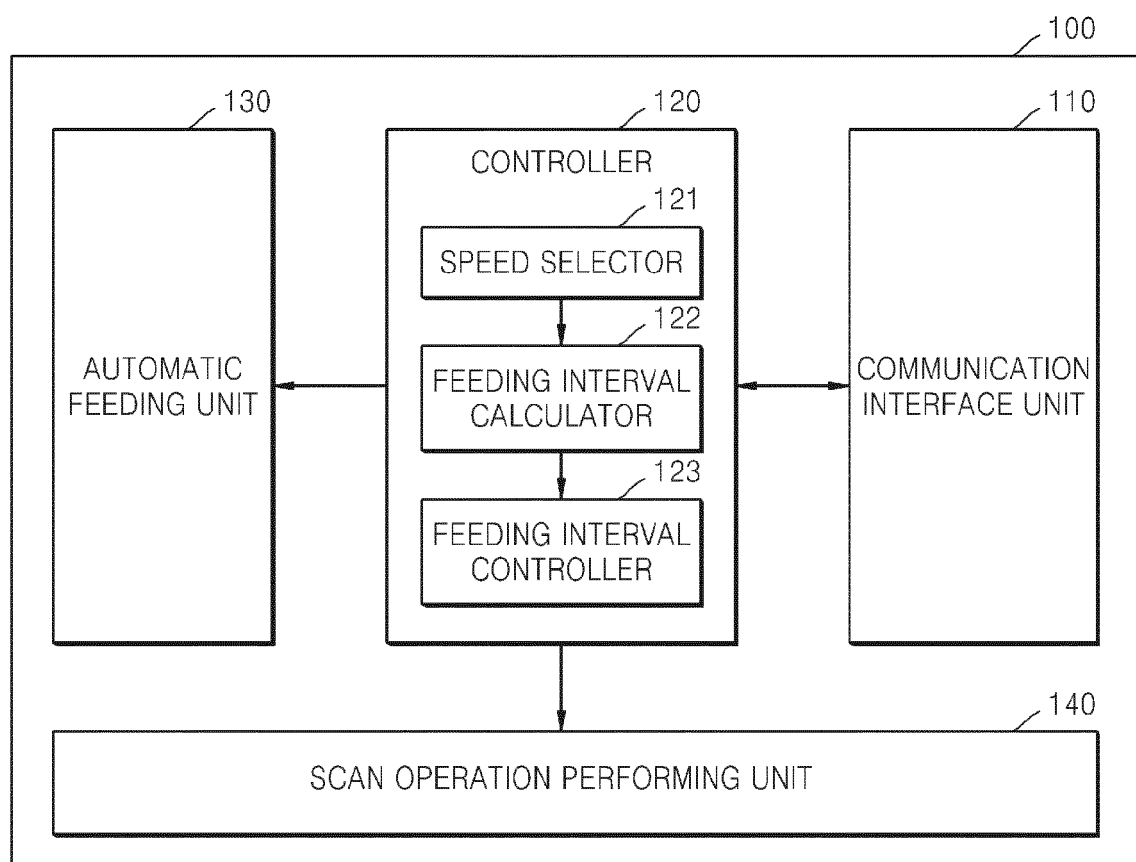 100
130
120
110
CONTROLLER
121
SPEED SELECTOR
122
AUTOMATIC
FEEDING UNIT
FEEDING INTERVAL
CALCULATOR
COMMUNICATION
INTERFACE UNIT
123
FEEDING INTERVAL
CONTROLLER
140
SCAN OPERATION PERFORMING UNIT